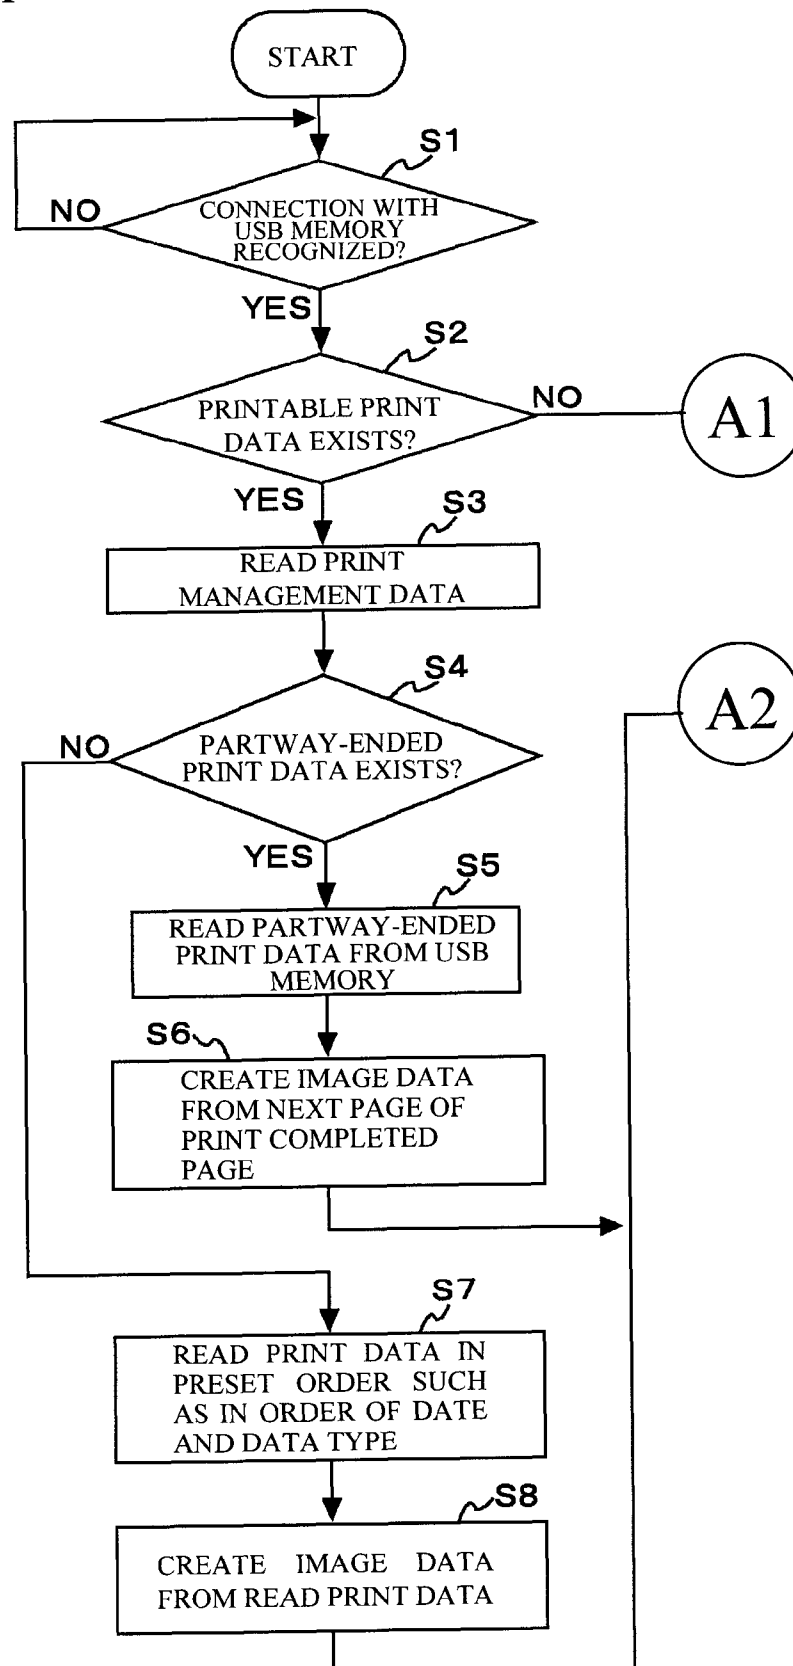 START
S1
NO
CONNECTION WITH
USB MEMORY
RECOGNIZED?
YES
S2
NO
A1
PRINTABLE PRINT
DATA EXISTS?
YES
S3
READ PRINT
MANAGEMENT DATA
S4
A2
NO
PARTWAY-ENDED
PRINT DATA EXISTS?
YES
S5
READ PARTWAY-ENDED
PRINT DATA FROM USB
MEMORY
S6
CREATE IMAGE DATA
FROM NEXT PAGE OF
PRINT COMPLETED
PAGE
S7
READ PRINT DATA IN
PRESET ORDER SUCH
AS IN ORDER OF DATE
AND DATA TYPE
S8
CREATE IMAGE DATA
FROM READ PRINT DATA